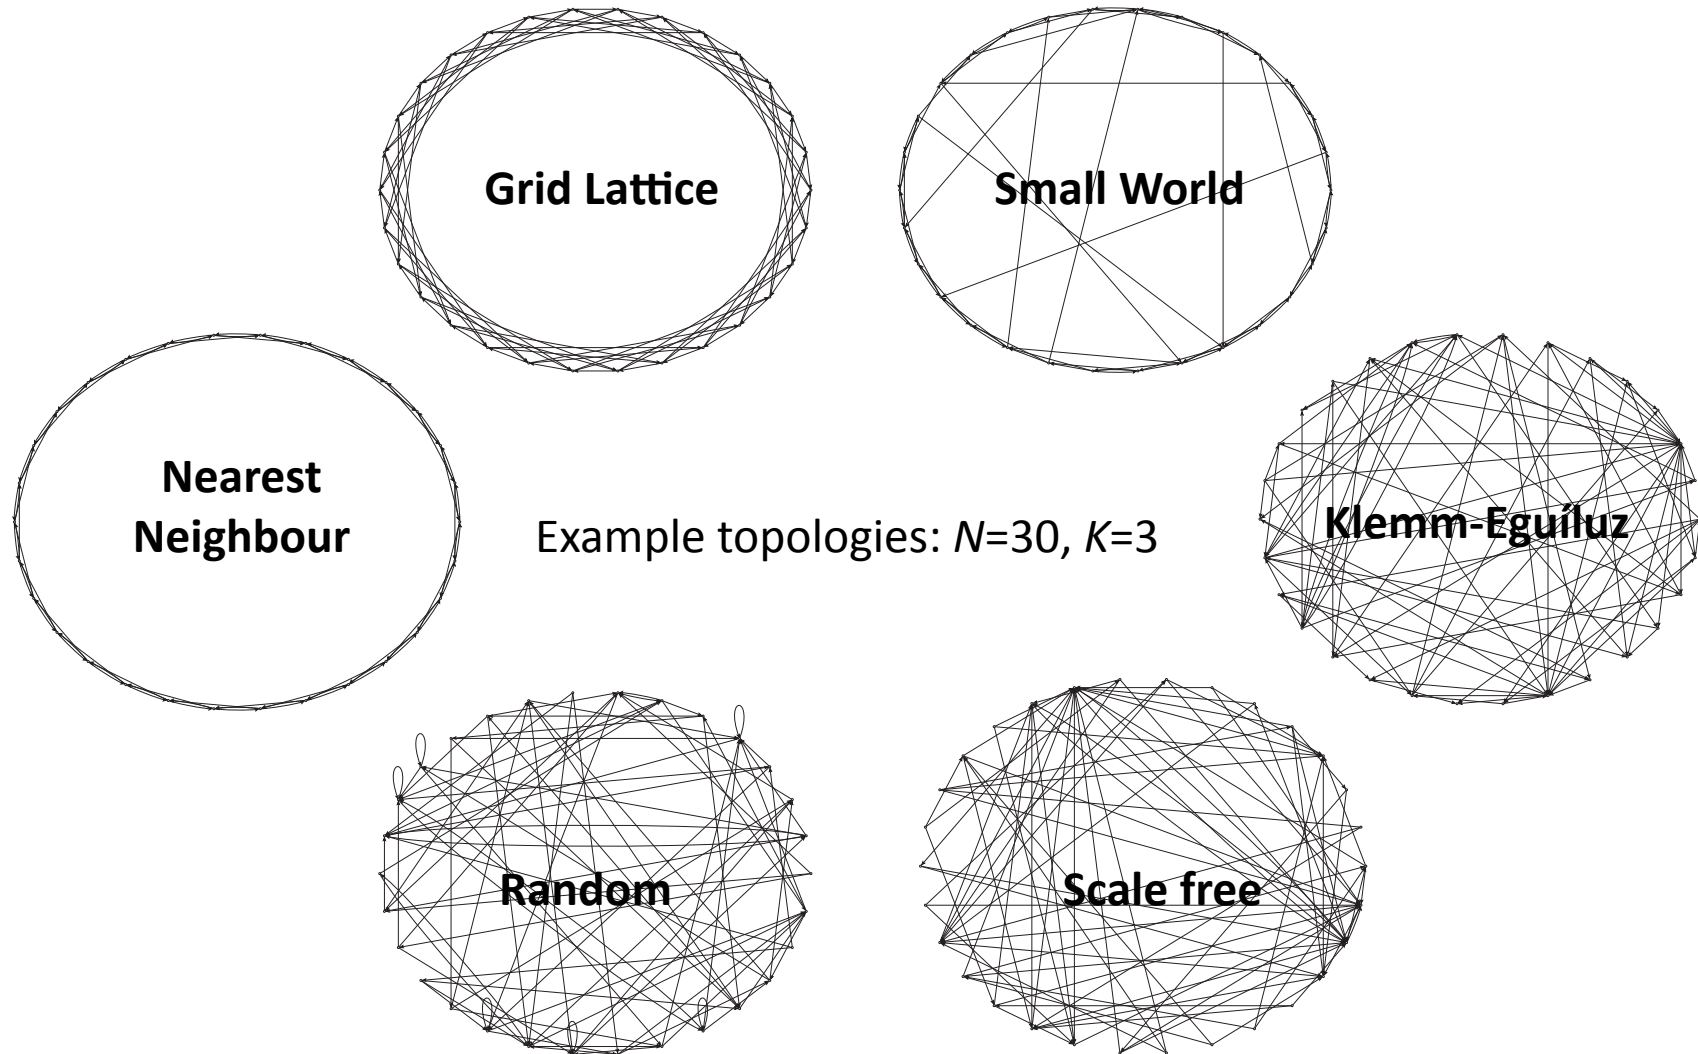 Grid Lattice
Small World
Nearest
Neighbour
Example topologies: N=30, K=3
Klemm-Eguíluz
Random
Scale free